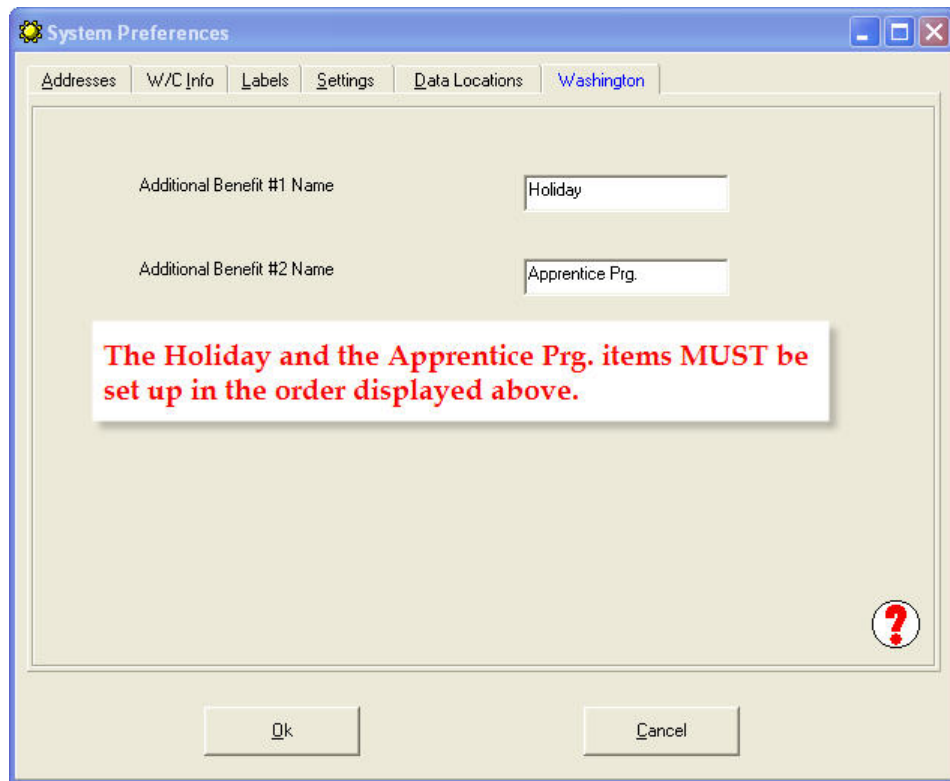 System Preferences
Addresses W/C Info Labels Settings Data Locations Washington
Additional Benefit #1 Name Holiday
Additional Benefit #2 Name Apprentice Prg.
The Holiday and the Apprentice Prg. items MUST be
set up in the order displayed above.
?
Ok Cancel